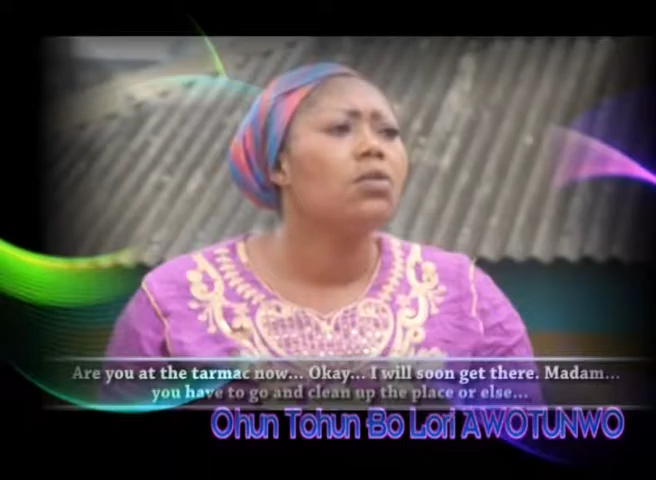 Are you at the tarmac now... Okay... I will soon get there. Madam...
you have to go and clean up the place or else...
Ohun Tohun Bo Lori AWOTUNWO